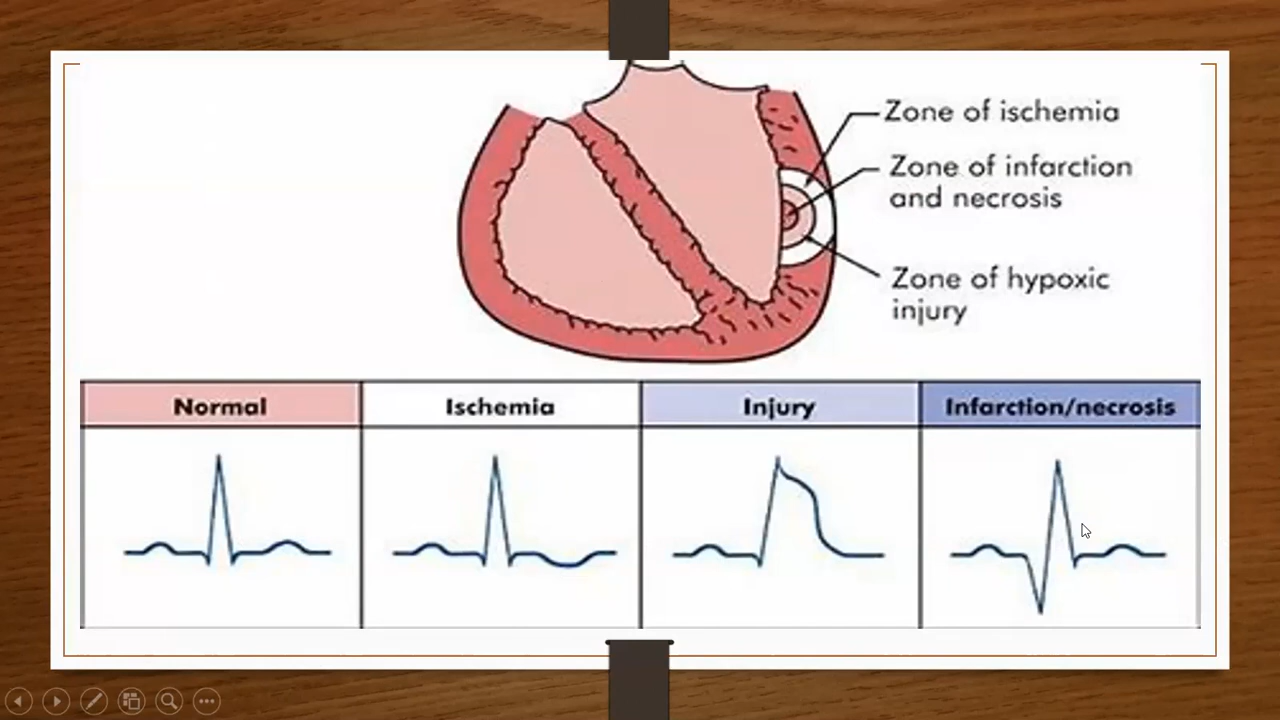 Zone of ischemia
Zone of infarction
and necrosis
Zone of hypoxic
injury
Normal
Ischemia
Injury
Infarction/necrosis